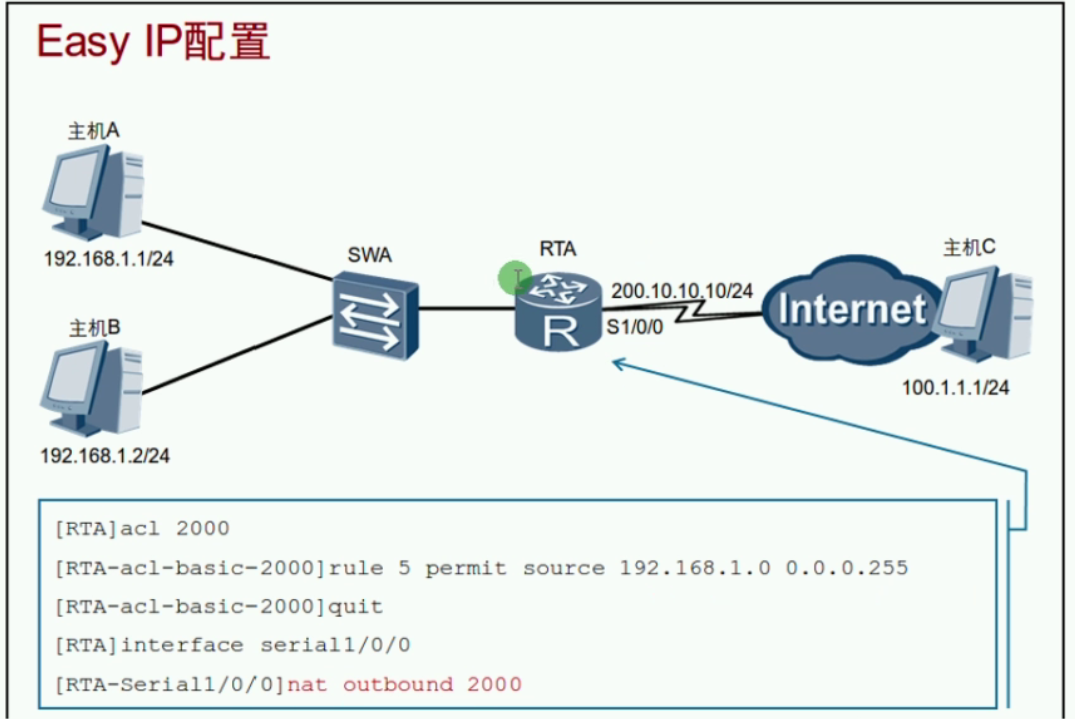 Easy IP配置
主机A
192.168.1.1/24
SWA
RTA
主机C
200.10.10.10/24
S1/0/0
Internet
R
主机B
100.1.1.1/24
192.168.1.2/24
[RTA]acl 2000
[RTA-acl-basic-2000]rule 5 permit source 192.168.1.0 0.0.0.255
[RTA-acl-basic-2000]quit
[RTA]interface serial1/0/0
[RTA-Serial1/0/0]nat outbound 2000